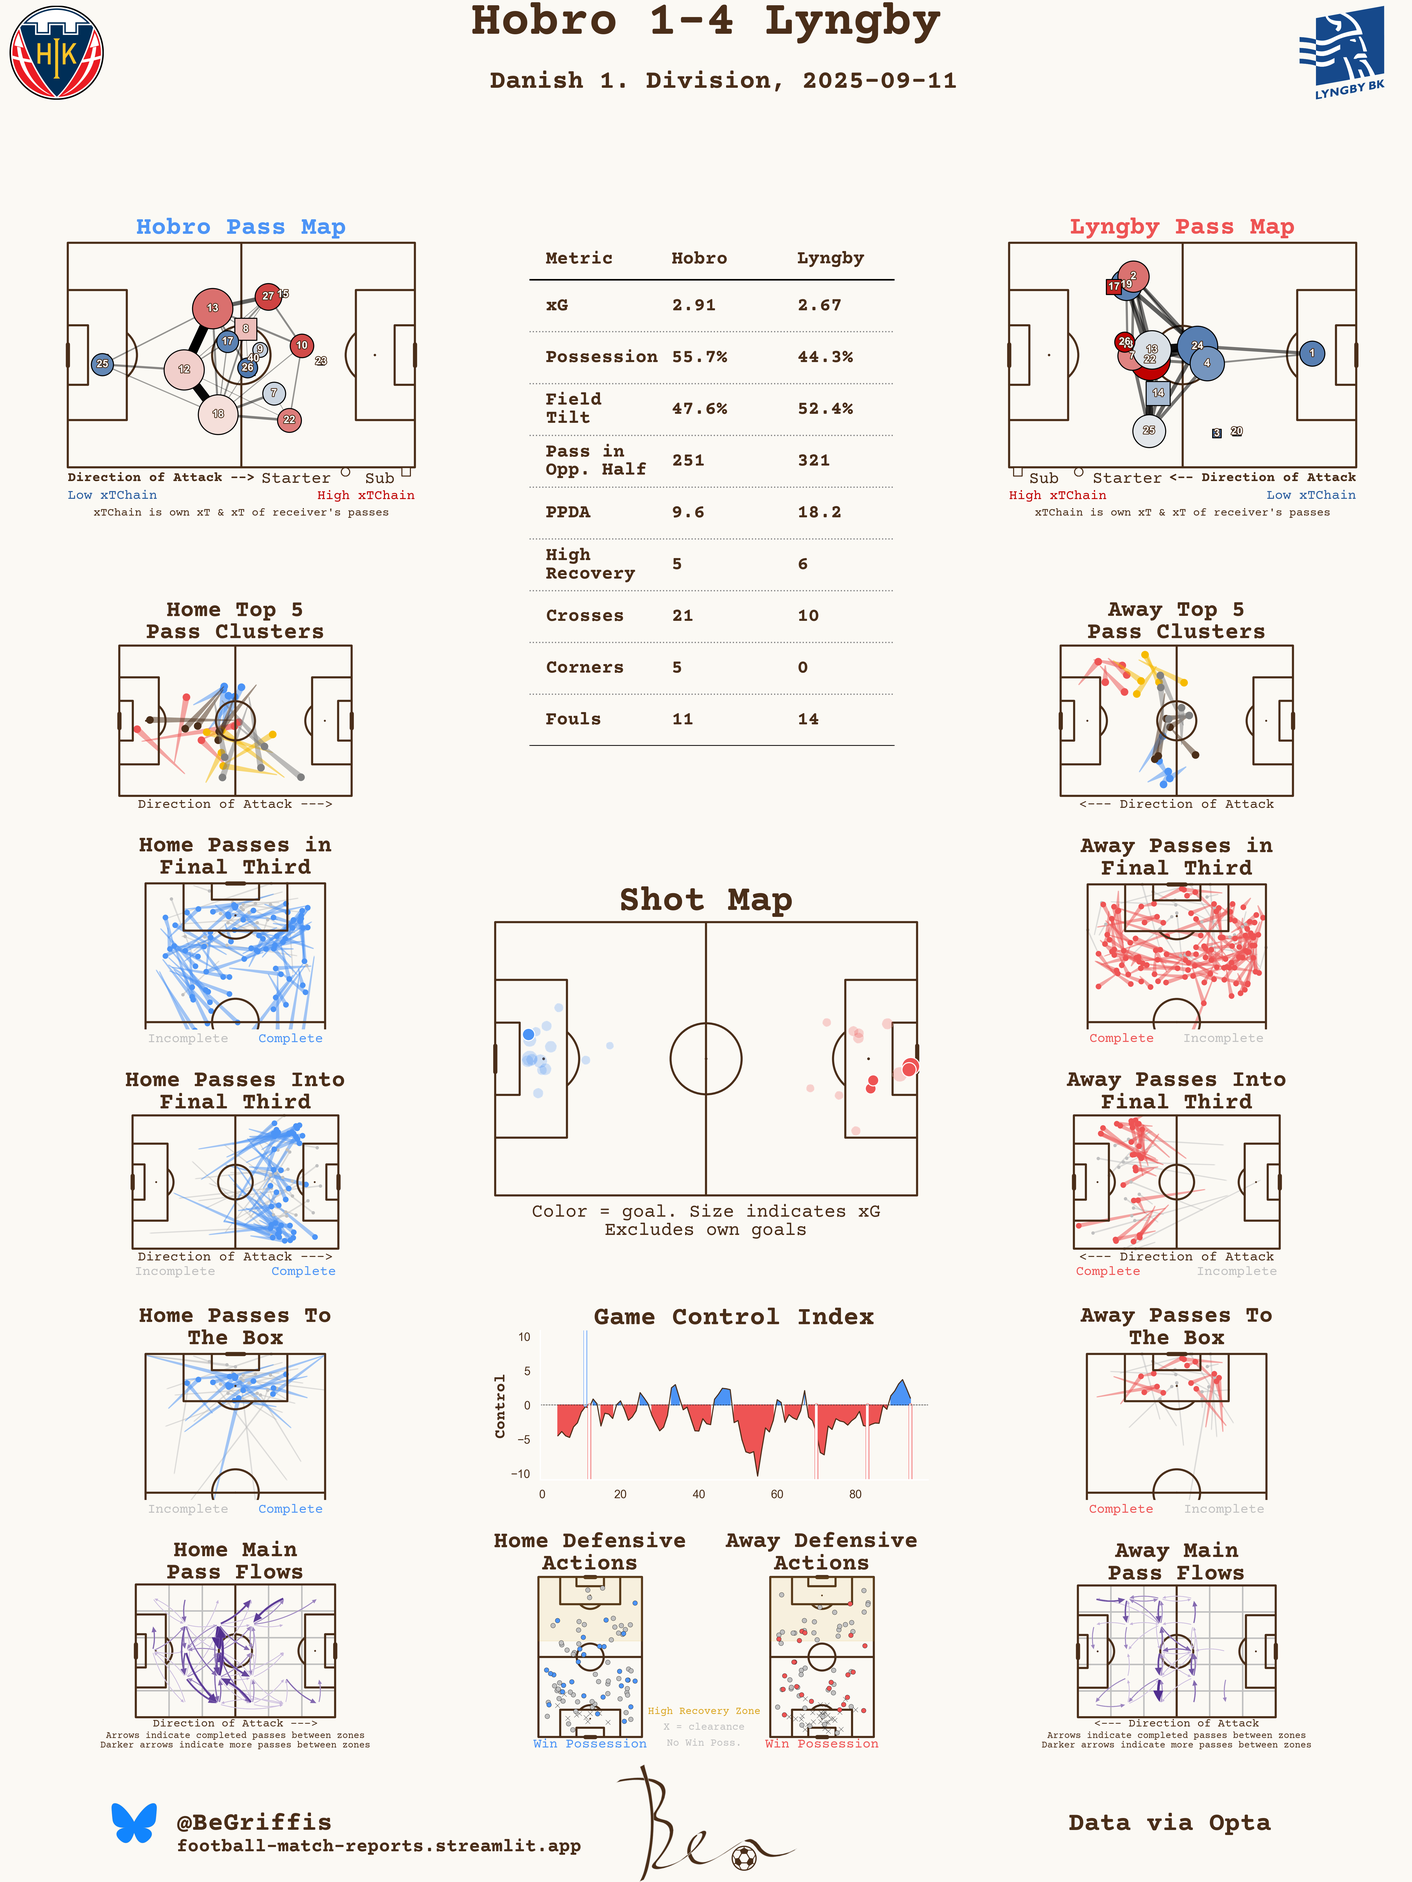 Hobro 1-4 Lyngby
Danish 1. Division, 2025-09-11
HIK
LYNGBY BK
Hobro Pass Map
13
27
15
8
17
9
40
26
10
23
25
12
7
18
22
Direction of Attack --> Starter Sub
Low xTChain High xTChain
xTChain is own xT & xT of receiver's passes
Metric Hobro Lyngby
xG 2.91 2.67
Possession 55.7% 44.3%
Field
Tilt 47.6% 52.4%
Pass in
Opp. Half 251 321
PPDA 9.6 18.2
High
Recovery 5 6
Crosses 21 10
Corners 5 0
Fouls 11 14
Lyngby Pass Map
2
17
19
26
13
7
22
24
4
1
14
25
3
20
Sub Starter <-- Direction of Attack
High xTChain Low xTChain
xTChain is own xT & xT of receiver's passes
Home Top 5
Pass Clusters
Direction of Attack --->
Away Top 5
Pass Clusters
<--- Direction of Attack
Home Passes in
Final Third
Incomplete Complete
Away Passes in
Final Third
Complete Incomplete
Shot Map
Color = goal. Size indicates xG
Excludes own goals
Home Passes Into
Final Third
Direction of Attack --->
Incomplete Complete
Away Passes Into
Final Third
<--- Direction of Attack
Complete Incomplete
Home Passes To
The Box
Incomplete Complete
Game Control Index
Control
10
5
0
−5
−10
0 20 40 60 80
Away Passes To
The Box
Complete Incomplete
Home Main
Pass Flows
Direction of Attack --->
Arrows indicate completed passes between zones
Darker arrows indicate more passes between zones
Home Defensive
Actions
Win Possession
High Recovery Zone
X = clearance
No Win Poss.
Away Defensive
Actions
Win Possession
Away Main
Pass Flows
<--- Direction of Attack
Arrows indicate completed passes between zones
Darker arrows indicate more passes between zones
@BeGriffis
football-match-reports.streamlit.app
Ben
Data via Opta